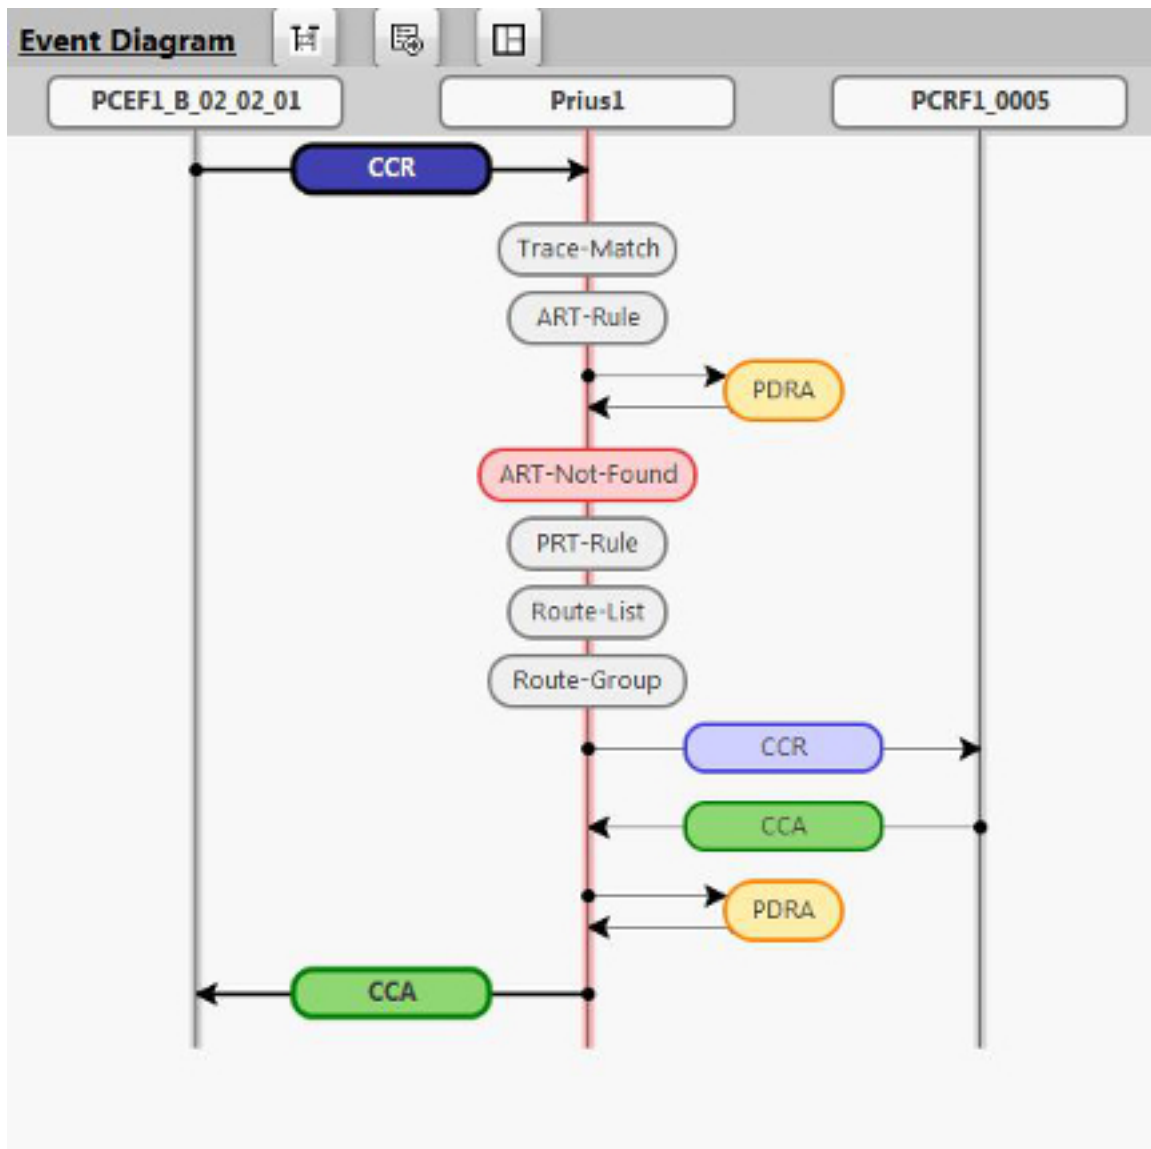 Event Diagram
PCEF1_B_02_02_01 Prius1 PCRF1_0005
CCR
Trace-Match
ART-Rule
PDRA
ART-Not-Found
PRT-Rule
Route-List
Route-Group
CCR
CCA
PDRA
CCA